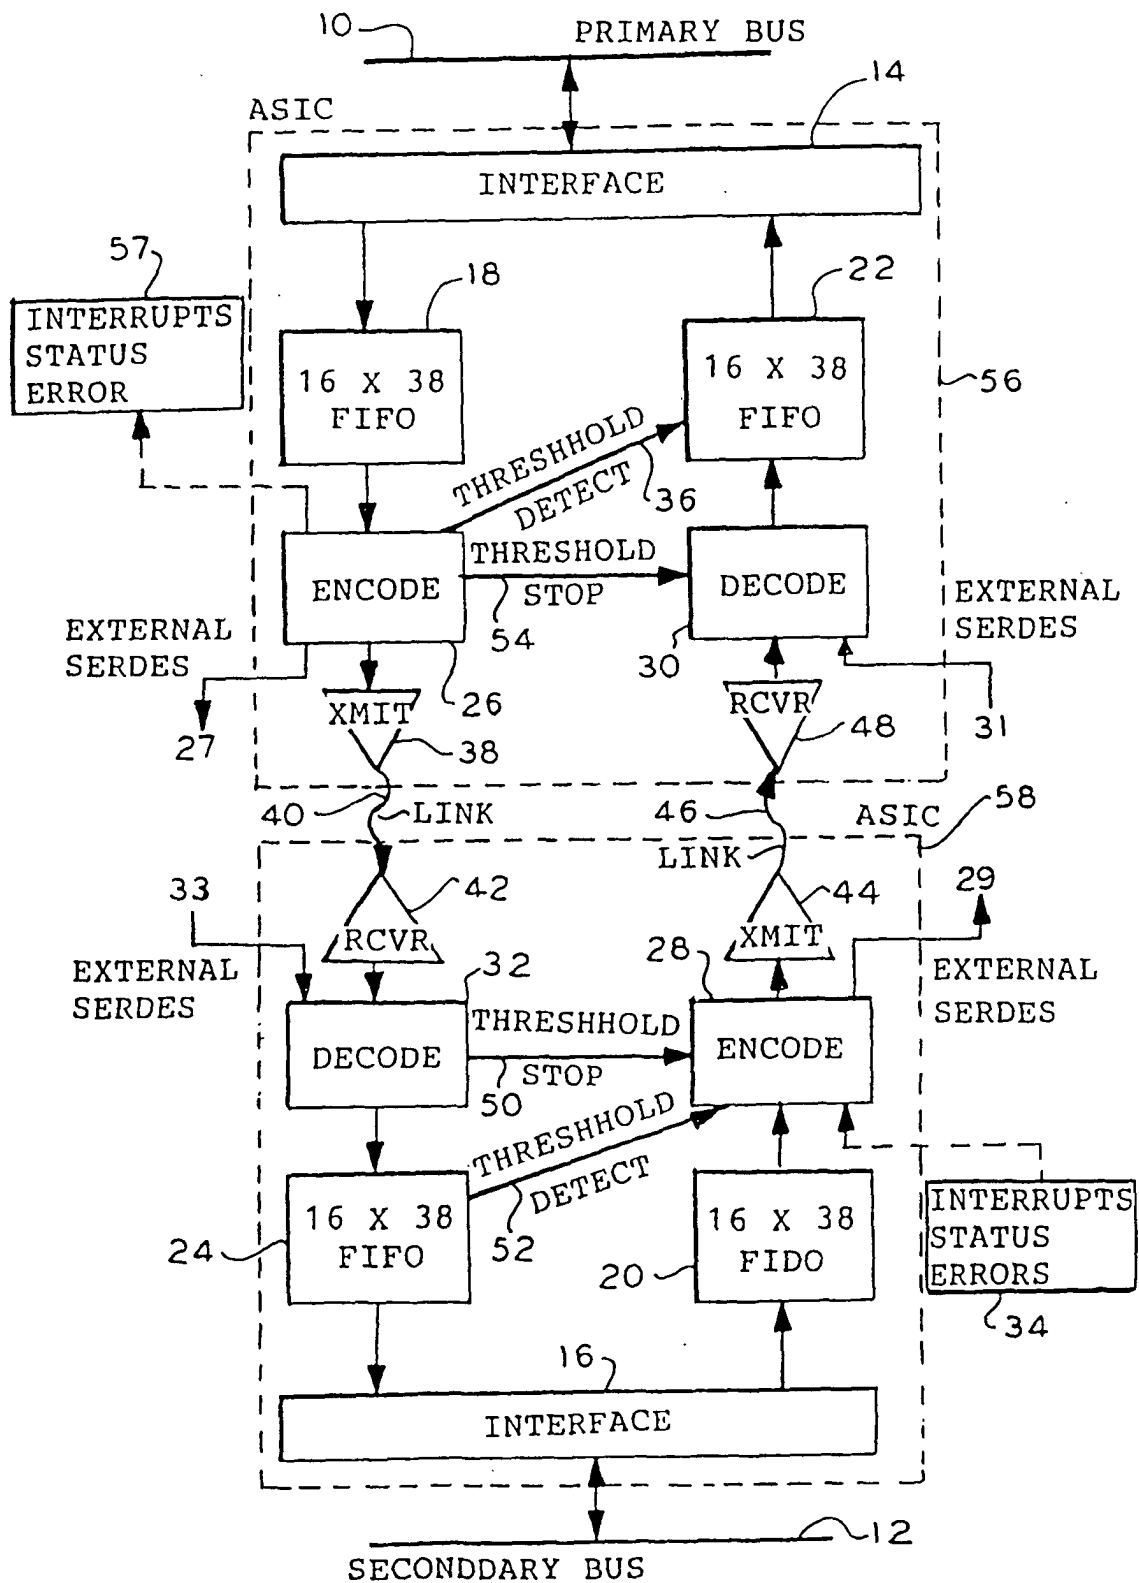 10
PRIMARY BUS
14
ASIC
INTERFACE
57
18
22
INTERRUPTS
STATUS
ERROR
16 X 38
FIFO
16 X 38
FIFO
56
THRESHHOLD
DETECT
36
THRESHOLD
STOP
54
ENCODE
DECODE
30
EXTERNAL
SERDES
EXTERNAL
SERDES
27
XMIT
26
38
RCVR
48
31
40
LINK
46
LINK
ASIC
58
33
42
RCVR
44
XMIT
29
EXTERNAL
SERDES
32
28
EXTERNAL
SERDES
DECODE
THRESHHOLD
STOP
50
ENCODE
THRESHHOLD
DETECT
52
24
16 X 38
FIFO
20
16 X 38
FIDO
INTERRUPTS
STATUS
ERRORS
34
16
INTERFACE
12
SECONDDARY BUS